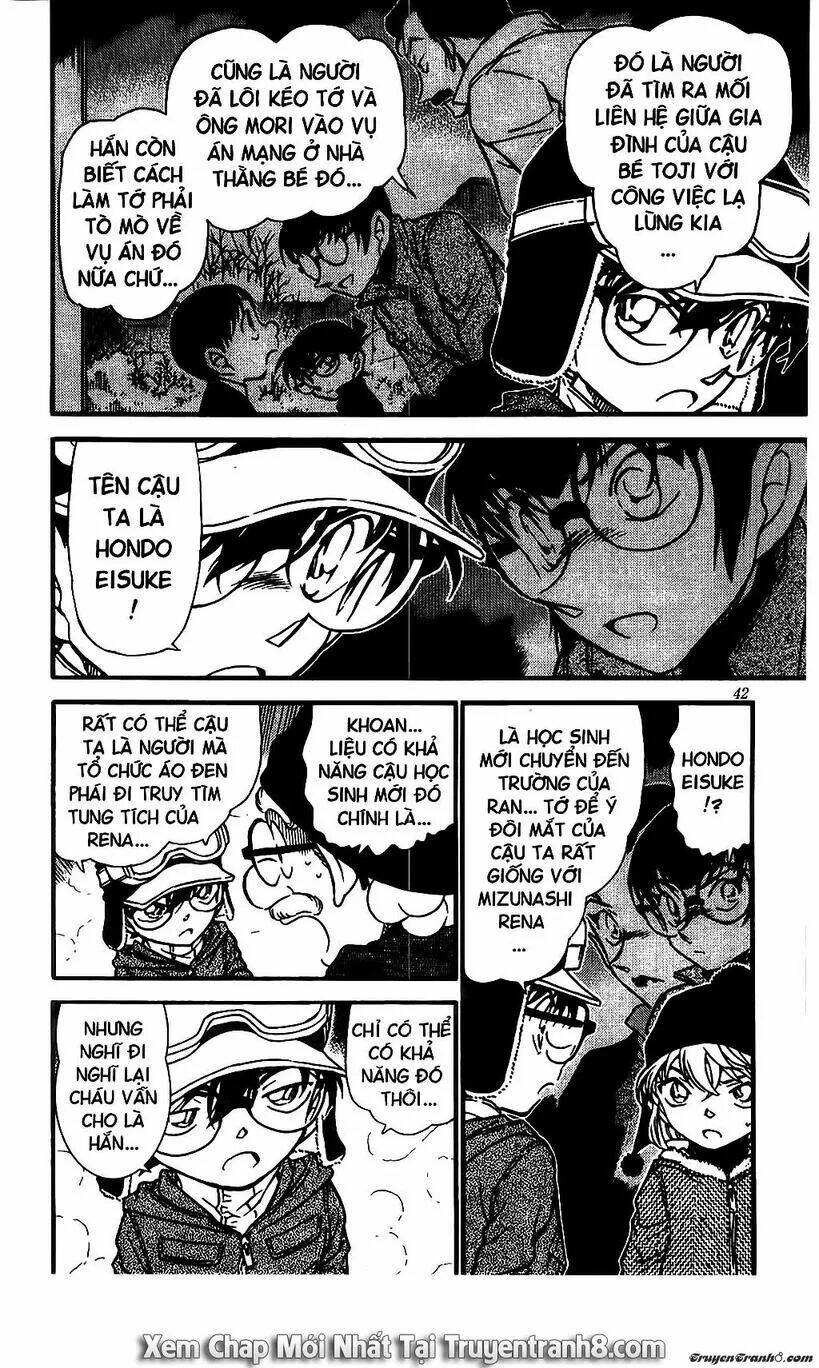 ĐÓ LÀ NGƯỜI
ĐÃ TÌM RA MỐI
LIÊN HỆ GIỮA GIA
ĐÌNH CỦA CẬU
BÉ TOJI VỚI
CÔNG VIỆC LẠ
LÙNG KIA
...
CŨNG LÀ NGƯỜI
ĐÃ LÔI KÉO TỚ VÀ
ÔNG MORI VÀO VỤ
ÁN MẠNG Ở NHÀ
THẰNG BÉ ĐÓ...
HẮN CÒN
BIẾT CÁCH
LÀM TỚ PHẢI
TÒ MÒ VỀ
VỤ ÁN ĐÓ
NỮA CHỨ...
TÊN CẬU
TA LÀ
HONDO
EISUKE
!
42
HONDO
EISUKE
!?
LÀ HỌC SINH
MỚI CHUYỂN ĐẾN
TRƯỜNG CỦA
RAN... TỚ ĐỂ Ý
ĐÔI MẮT CỦA
CẬU TA RẤT
GIỐNG VỚI
MIZUNASHI
RENA
...
KHOAN...
LIỆU CÓ KHẢ
NĂNG CẬU HỌC
SINH MỚI ĐÓ
CHÍNH LÀ...
RẤT CÓ THỂ CẬU
TA LÀ NGƯỜI MÀ
TỔ CHỨC ÁO ĐEN
PHÁI ĐI TRUY TÌM
TUNG TÍCH CỦA
RENA...
CHỈ CÓ THỂ
CÓ KHẢ
NĂNG ĐÓ
THÔI...
NHƯNG
NGHĨ ĐI
NGHĨ LẠI
CHÁU VẪN
CHO LÀ
HẮN...
Xem Chap Mới Nhất Tại Truyentranh8.com
TruyenTranh8.com